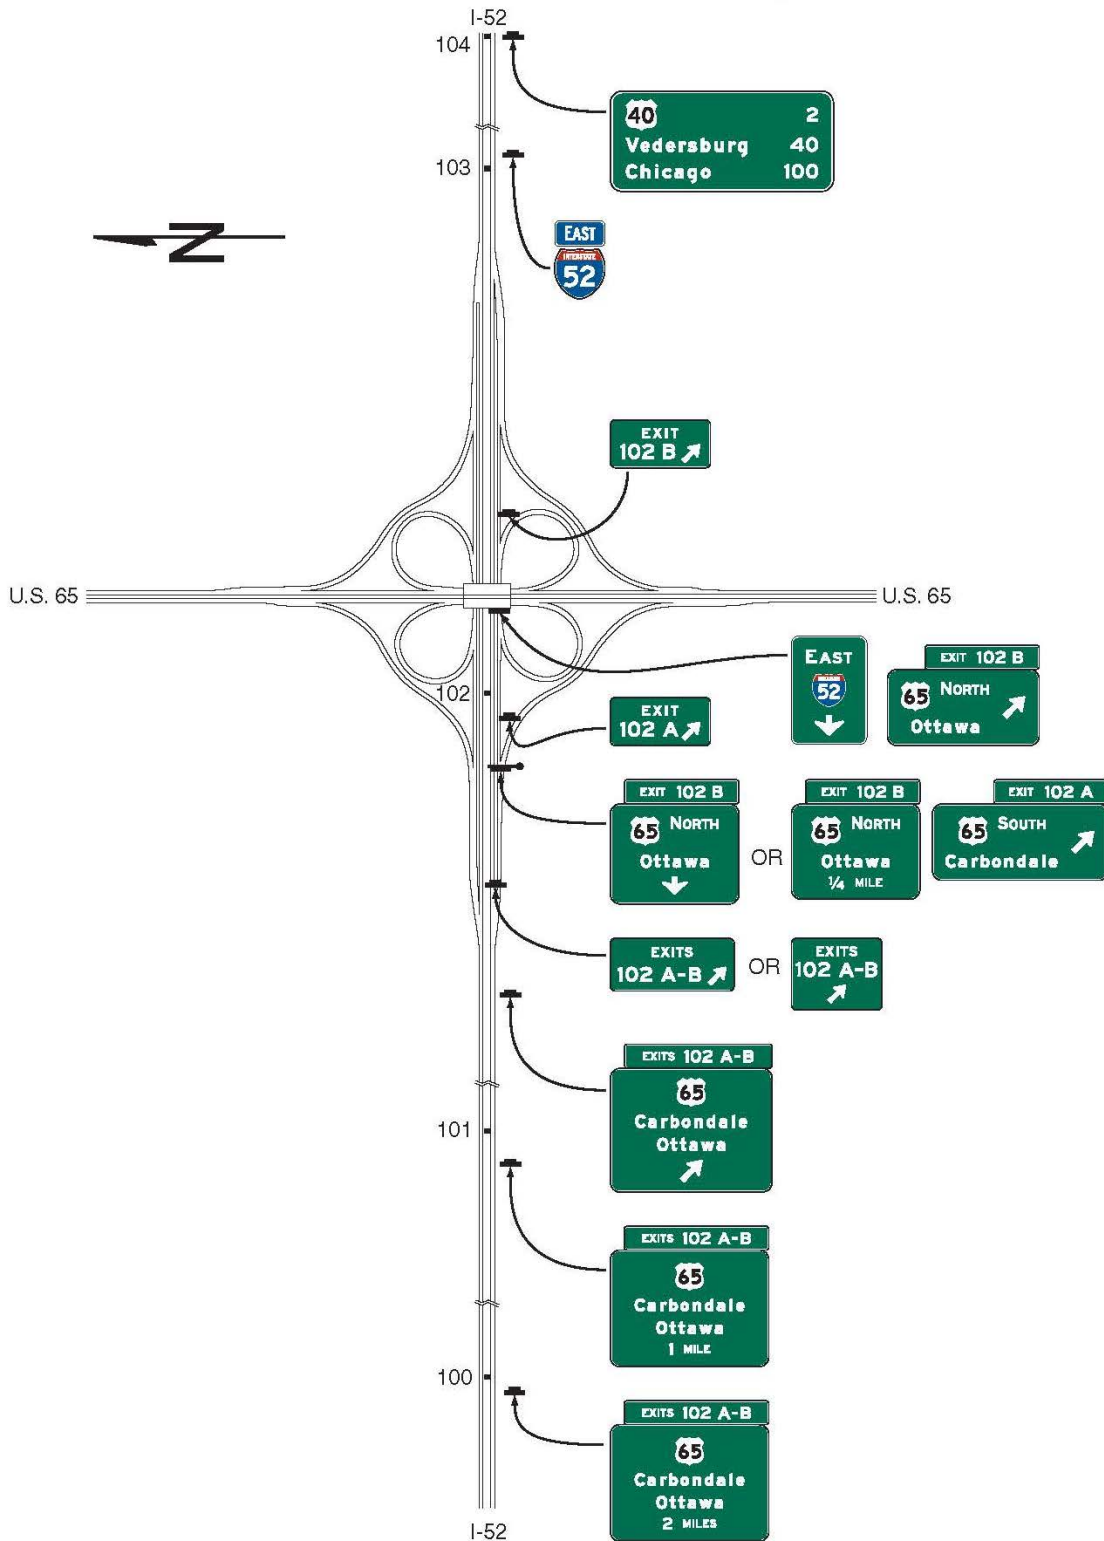 I-52
104
40 2
Vedersburg 40
Chicago 100
103
N
EAST
INTERSTATE
52
EXIT
102 B
U.S. 65
U.S. 65
102
EAST
INTERSTATE
52
EXIT 102 B
65 NORTH
Ottawa
EXIT
102 A
EXIT 102 B
65 NORTH
Ottawa
OR
EXIT 102 B
65 NORTH
Ottawa
1/4 MILE
EXIT 102 A
65 SOUTH
Carbondale
EXITS
102 A-B
OR
EXITS
102 A-B
EXITS 102 A-B
65
Carbondale
Ottawa
101
EXITS 102 A-B
65
Carbondale
Ottawa
1 MILE
100
EXITS 102 A-B
65
Carbondale
Ottawa
2 MILES
I-52